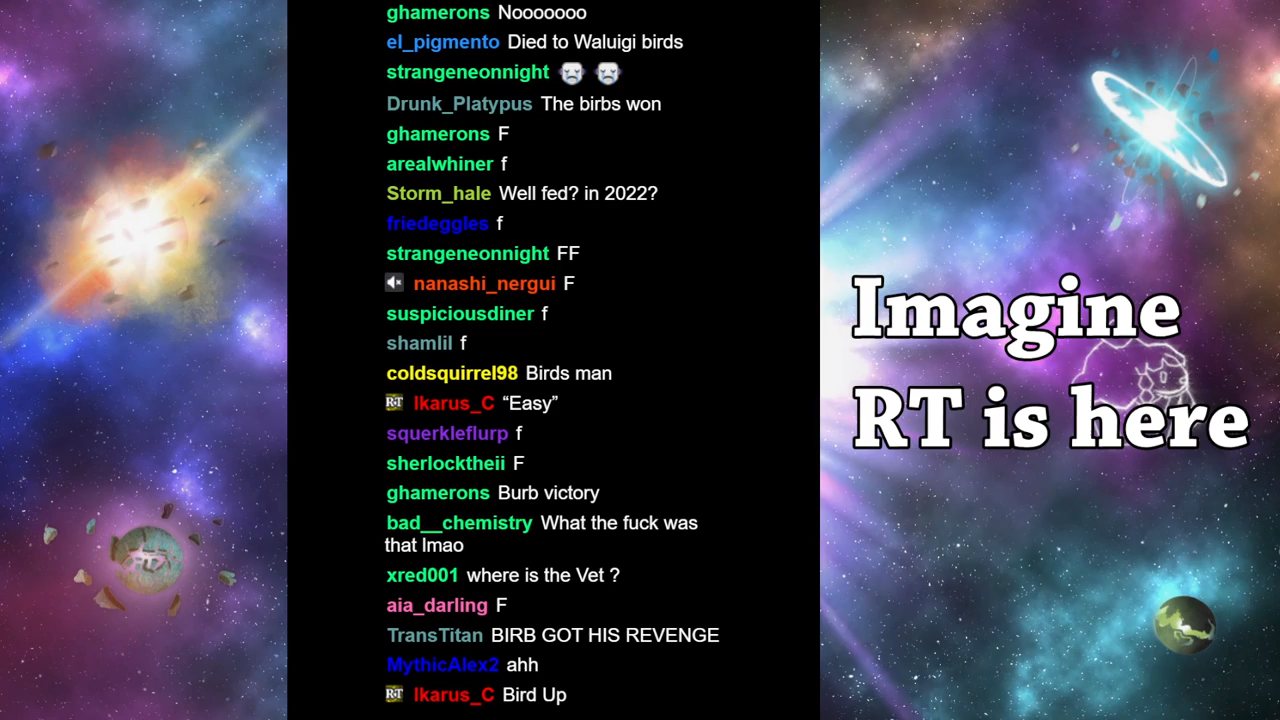 ghamerons Nooooooo
el_pigmento Died to Waluigi birds
strangeneonnight
Drunk_Platypus The birbs won
ghamerons F
arealwhiner f
Storm_hale Well fed? in 2022?
friedeggles f
strangeneonnight FF
nanashi_nergui F
suspiciousdiner f
shamlil f
coldsquirrel98 Birds man
RT Ikarus_C “Easy”
squerkleflurp f
sherlocktheii F
ghamerons Burb victory
bad__chemistry What the fuck was
that lmao
xred001 where is the Vet ?
aia_darling F
TransTitan BIRB GOT HIS REVENGE
MythicAlex2 ahh
RT Ikarus_C Bird Up
Imagine
RT is here